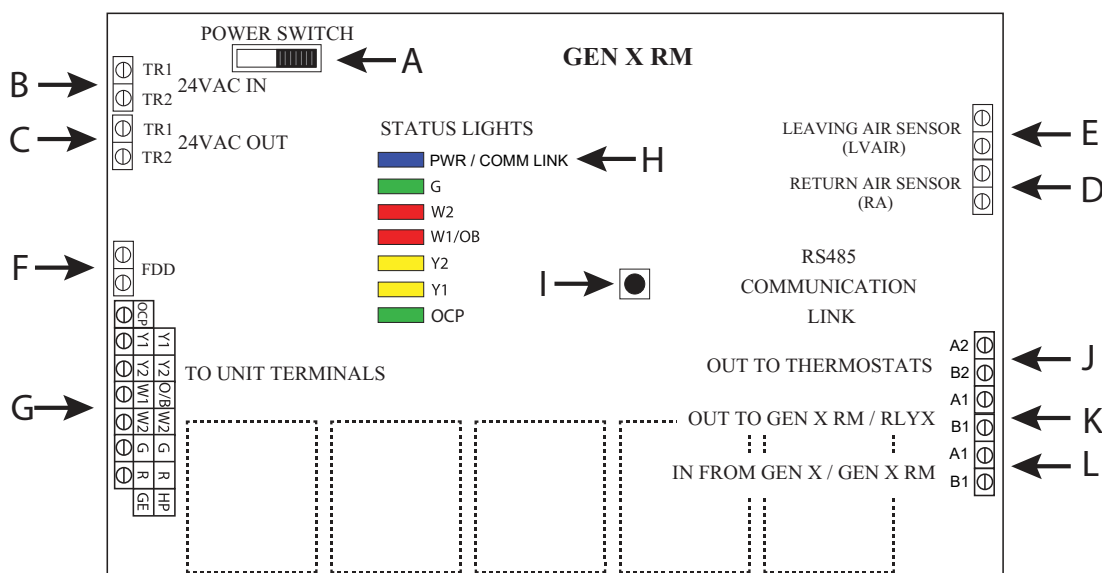 POWER SWITCH
A
GEN X RM
B
TR1
24VAC IN
TR2
C
TR1
24VAC OUT
TR2
STATUS LIGHTS
PWR / COMM LINK
H
G
W2
W1/OB
Y2
Y1
OCP
LEAVING AIR SENSOR
(LVAIR)
E
RETURN AIR SENSOR
(RA)
D
F
FDD
I
RS485
COMMUNICATION
LINK
OCP
Y1 Y1
Y2 Y2
W1 O/B
W2 W2
G G
R R
GE HP
G
TO UNIT TERMINALS
OUT TO THERMOSTATS
A2
B2
J
OUT TO GEN X RM / RLYX
A1
B1
K
IN FROM GEN X / GEN X RM
A1
B1
L